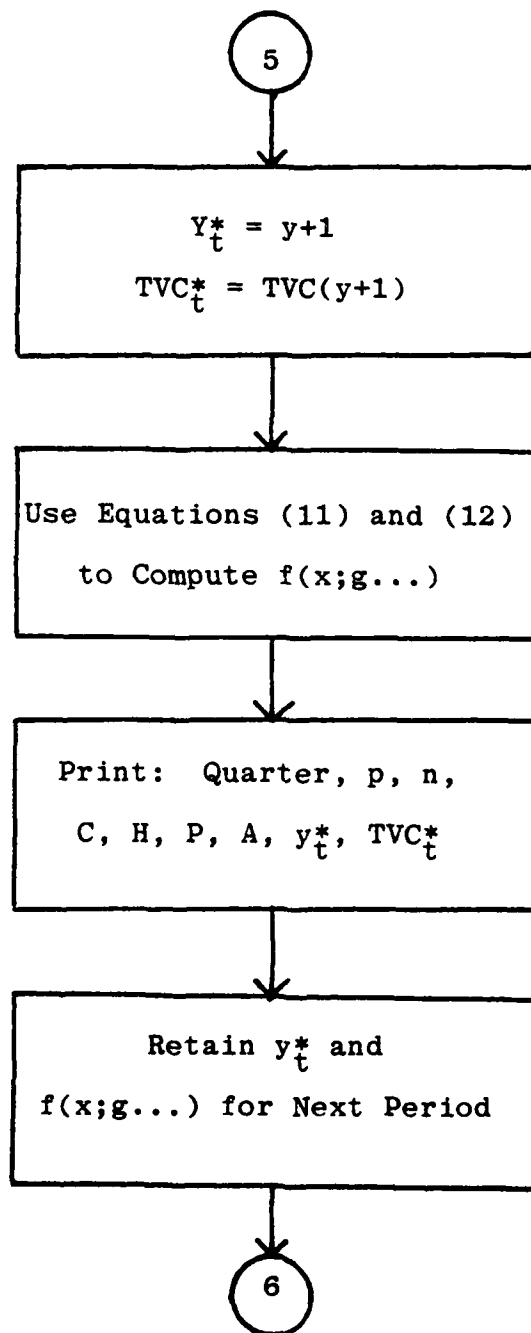 5
Y*t = y+1
TVC*t = TVC(y+1)
Use Equations (11) and (12)
to Compute f(x;g...)
Print: Quarter, p, n,
C, H, P, A, y*t, TVC*t
Retain y*t and
f(x;g...) for Next Period
6